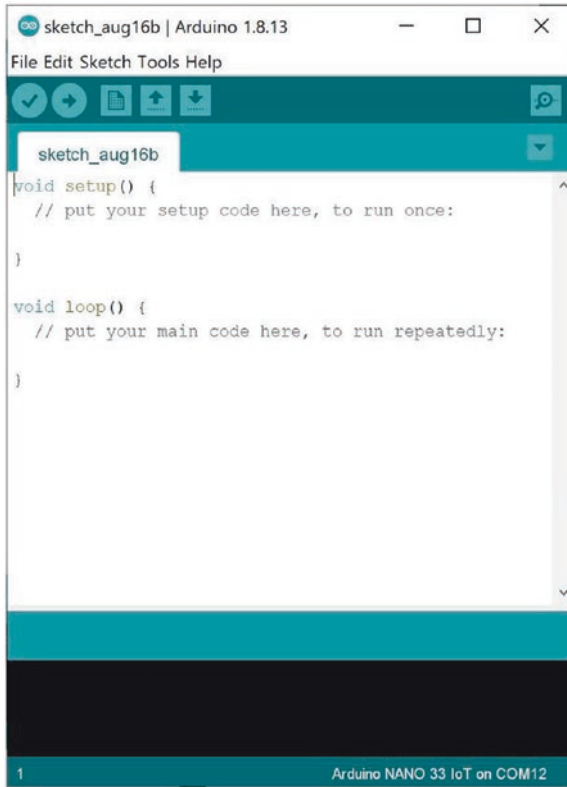 sketch_aug16b | Arduino 1.8.13
File Edit Sketch Tools Help
sketch_aug16b
void setup() {
  // put your setup code here, to run once:
}
void loop() {
  // put your main code here, to run repeatedly:
}
1 Arduino NANO 33 IoT on COM12